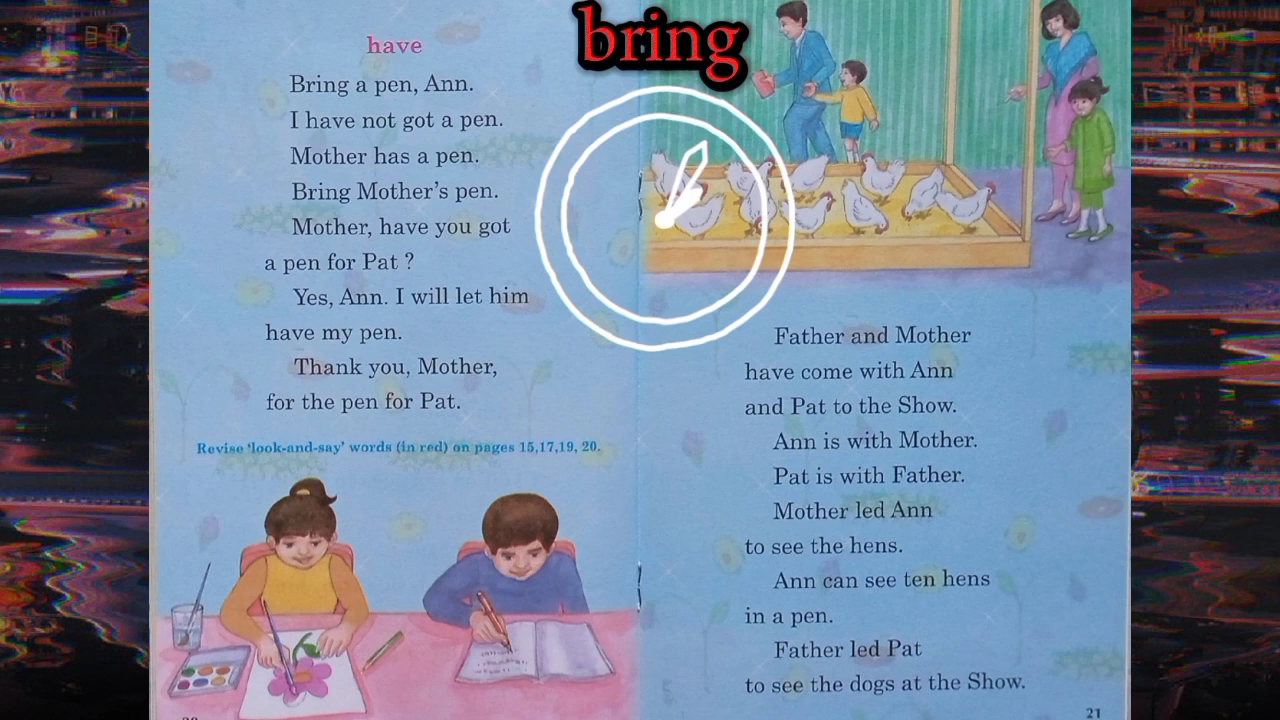 bring
have
Bring a pen, Ann.
I have not got a pen.
Mother has a pen.
Bring Mother's pen.
Mother, have you got
a pen for Pat ?
Yes, Ann. I will let him
have my pen.
Thank you, Mother,
for the pen for Pat.
Revise 'look-and-say' words (in red) on pages 15,17,19, 20.
20
Father and Mother
have come with Ann
and Pat to the Show.
Ann is with Mother.
Pat is with Father.
Mother led Ann
to see the hens.
Ann can see ten hens
in a pen.
Father led Pat
to see the dogs at the Show.
21